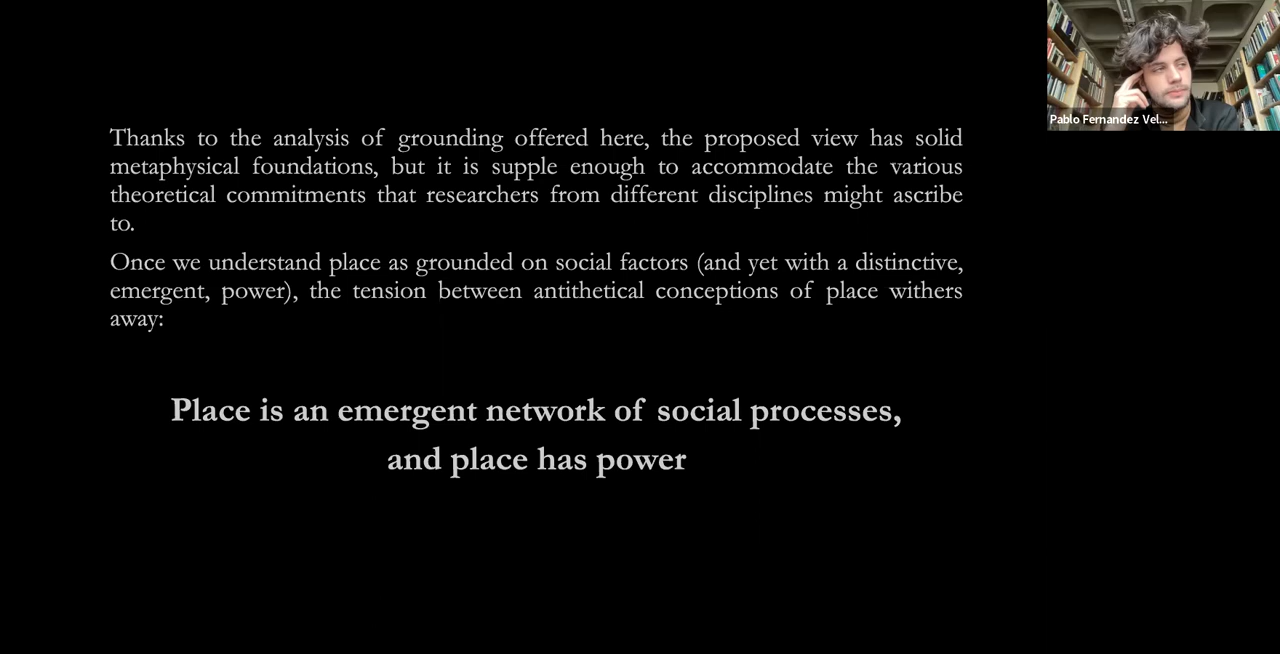 Thanks to the analysis of grounding offered here, the proposed view has solid
metaphysical foundations, but it is supple enough to accommodate the various
theoretical commitments that researchers from different disciplines might ascribe
to.
Once we understand place as grounded on social factors (and yet with a distinctive,
emergent, power), the tension between antithetical conceptions of place withers
away:
Place is an emergent network of social processes,
and place has power
Pablo Fernandez Vel...